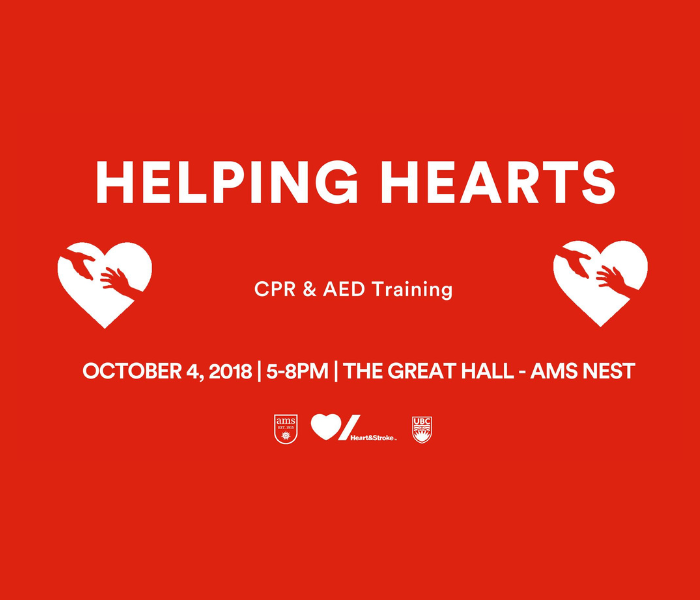 HELPING HEARTS
CPR & AED Training
OCTOBER 4, 2018 | 5-8PM | THE GREAT HALL - AMS NEST
ams
Heart&Stroke
UBC